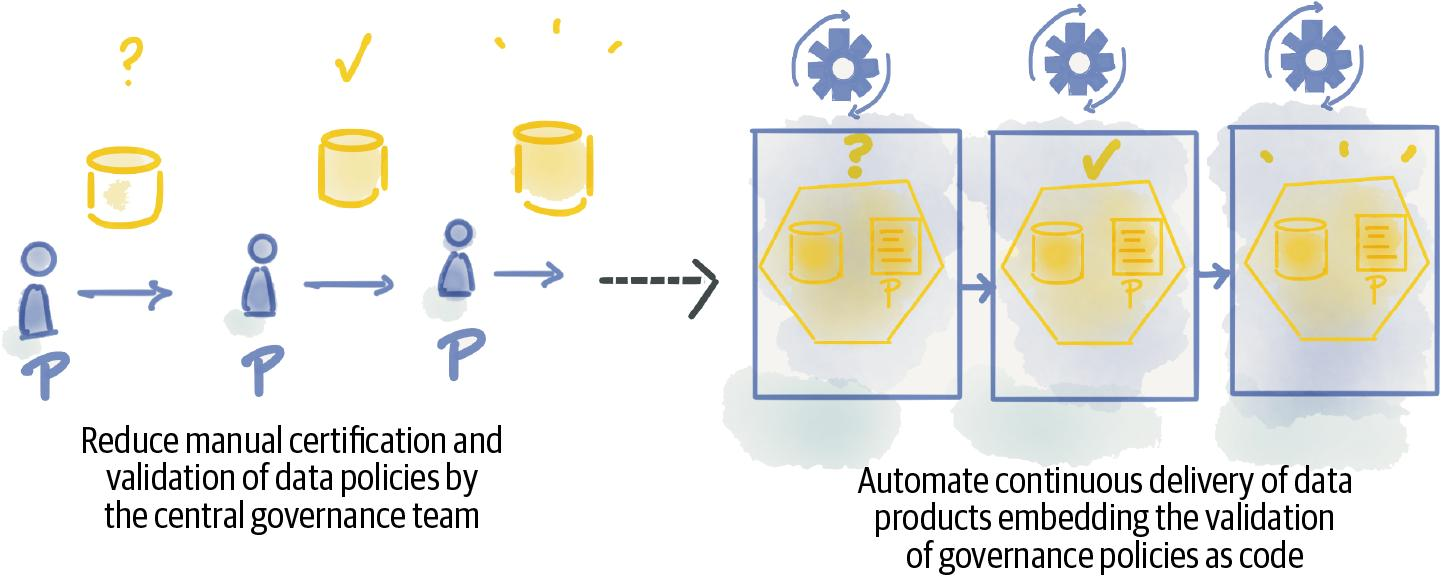 ?
✓
P
P
P
Reduce manual certification and
validation of data policies by
the central governance team
?
✓
P
P
P
Automate continuous delivery of data
products embedding the validation
of governance policies as code